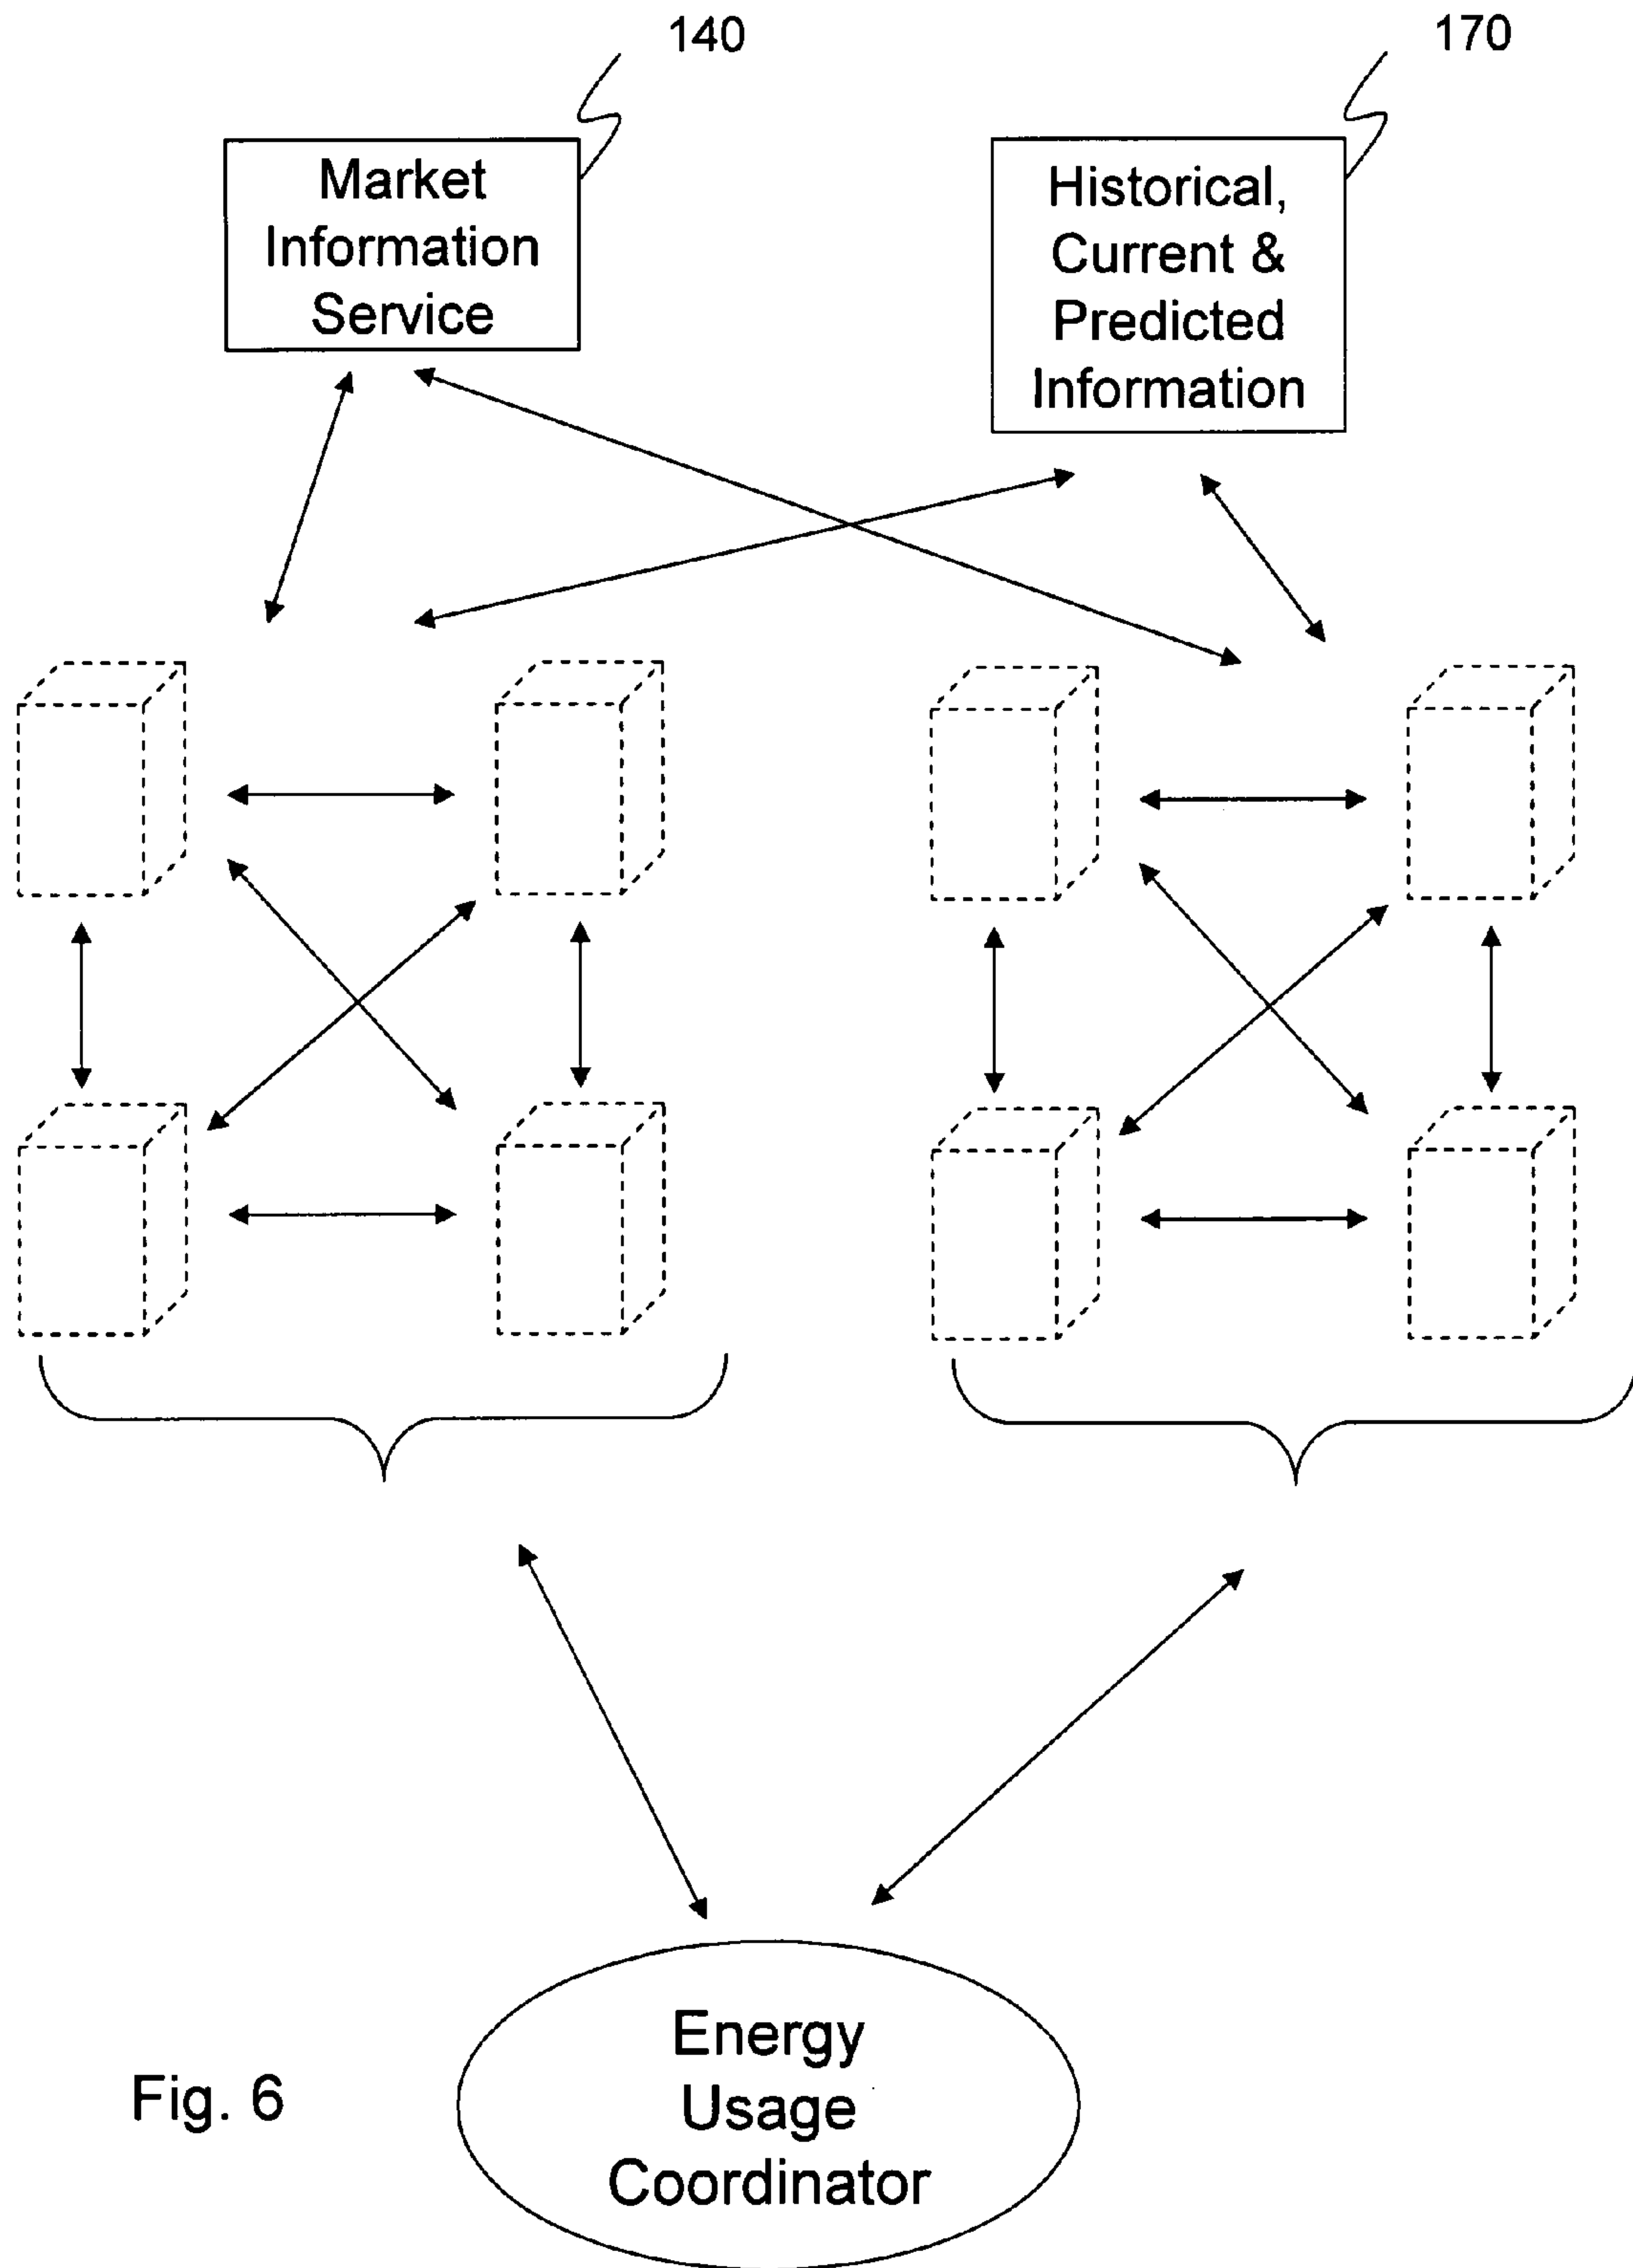 140
170
Market
Information
Service
Historical,
Current &
Predicted
Information
Energy
Usage
Coordinator
Fig. 6